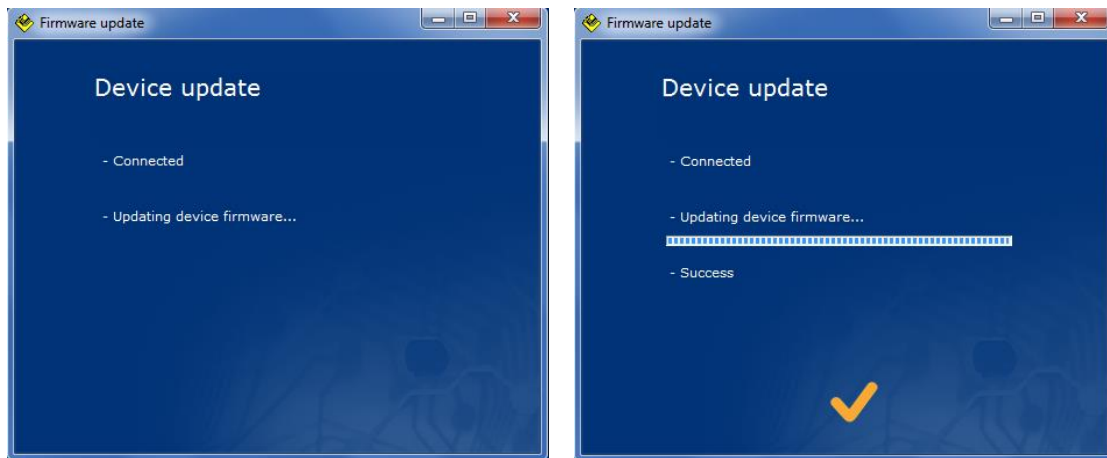 Firmware update
Device update
- Connected
- Updating device firmware...
Firmware update
Device update
- Connected
- Updating device firmware...
- Success